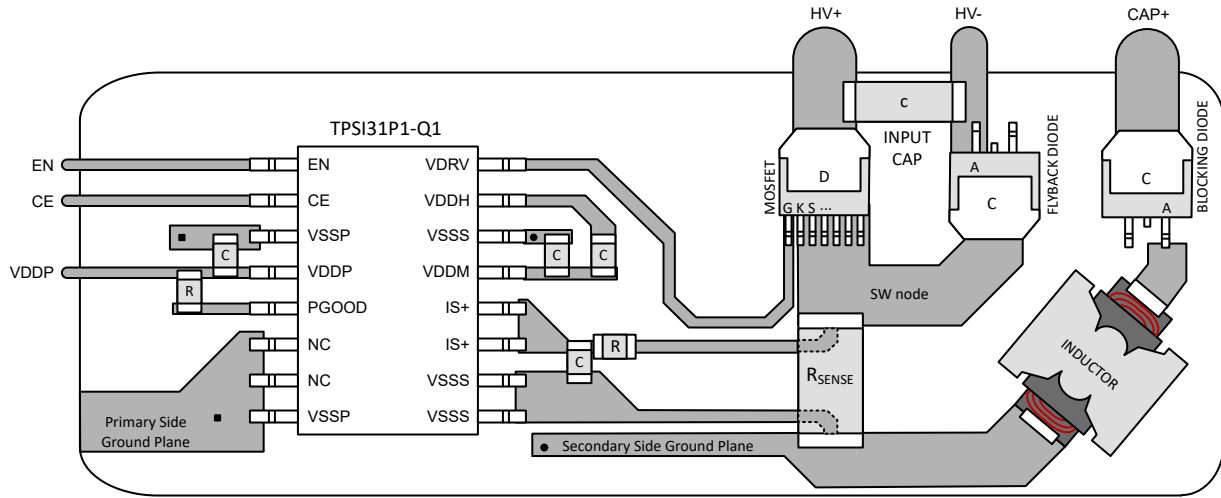 HV+
HV-
CAP+
TPSI31P1-Q1
EN
CE
VDDP
EN
CE
VSSP
VDDP
PGOOD
NC
NC
VSSP
VDRV
VDDH
VSSS
VDDM
IS+
IS+
VSSS
VSSS
C
R
C
C
C
R
C
INPUT
CAP
MOSFET
D
G K S ...
A
C
FLYBACK DIODE
C
A
BLOCKING DIODE
SW node
RSENSE
INDUCTOR
Primary Side
Ground Plane
Secondary Side Ground Plane